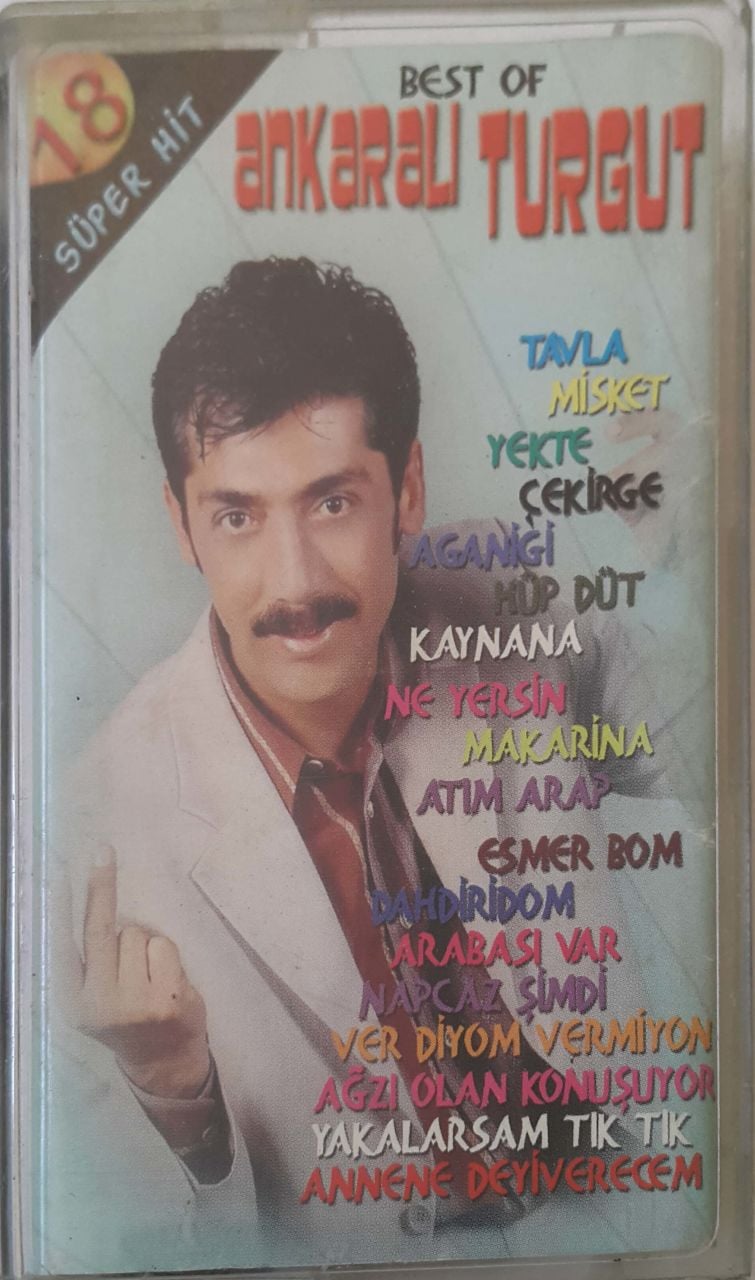 18
SÜPER HİT
BEST OF
ANKARALI TURGUT
TAVLA
MİSKET
YEKTE
ÇEKİRGE
AGANİGİ
HÜP DÜT
KAYNANA
NE YERSİN
MAKARİNA
ATIM ARAP
ESMER BOM
DAHDİRİDOM
ARABASI VAR
NAPCAZ ŞİMDİ
VER DİYOM VERMİYON
AĞZI OLAN KONUŞUYOR
YAKALARSAM TIK TIK
ANNENE DEYİVERECEM